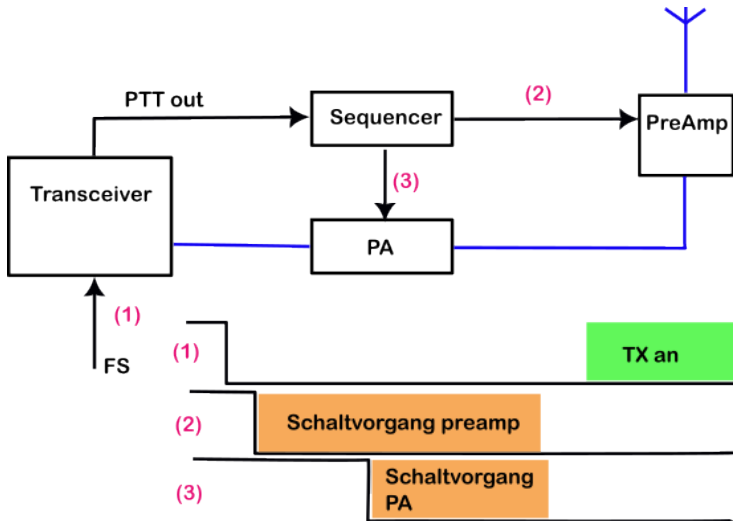 PTT out
Sequencer
(2)
PreAmp
Transceiver
(3)
PA
(1)
FS
(1)
TX an
(2)
Schaltvorgang preamp
(3)
Schaltvorgang
PA